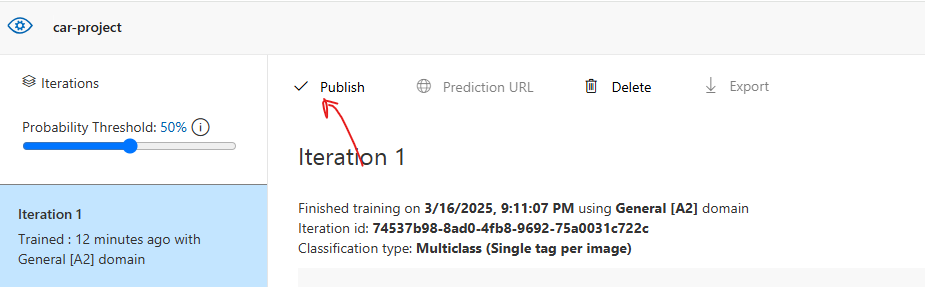 car-project
Iterations
Probability Threshold: 50%
Iteration 1
Trained : 12 minutes ago with
General [A2] domain
Publish
Prediction URL
Delete
Export
Iteration 1
Finished training on 3/16/2025, 9:11:07 PM using General [A2] domain
Iteration id: 74537b98-8ad0-4fb8-9692-75a0031c722c
Classification type: Multiclass (Single tag per image)